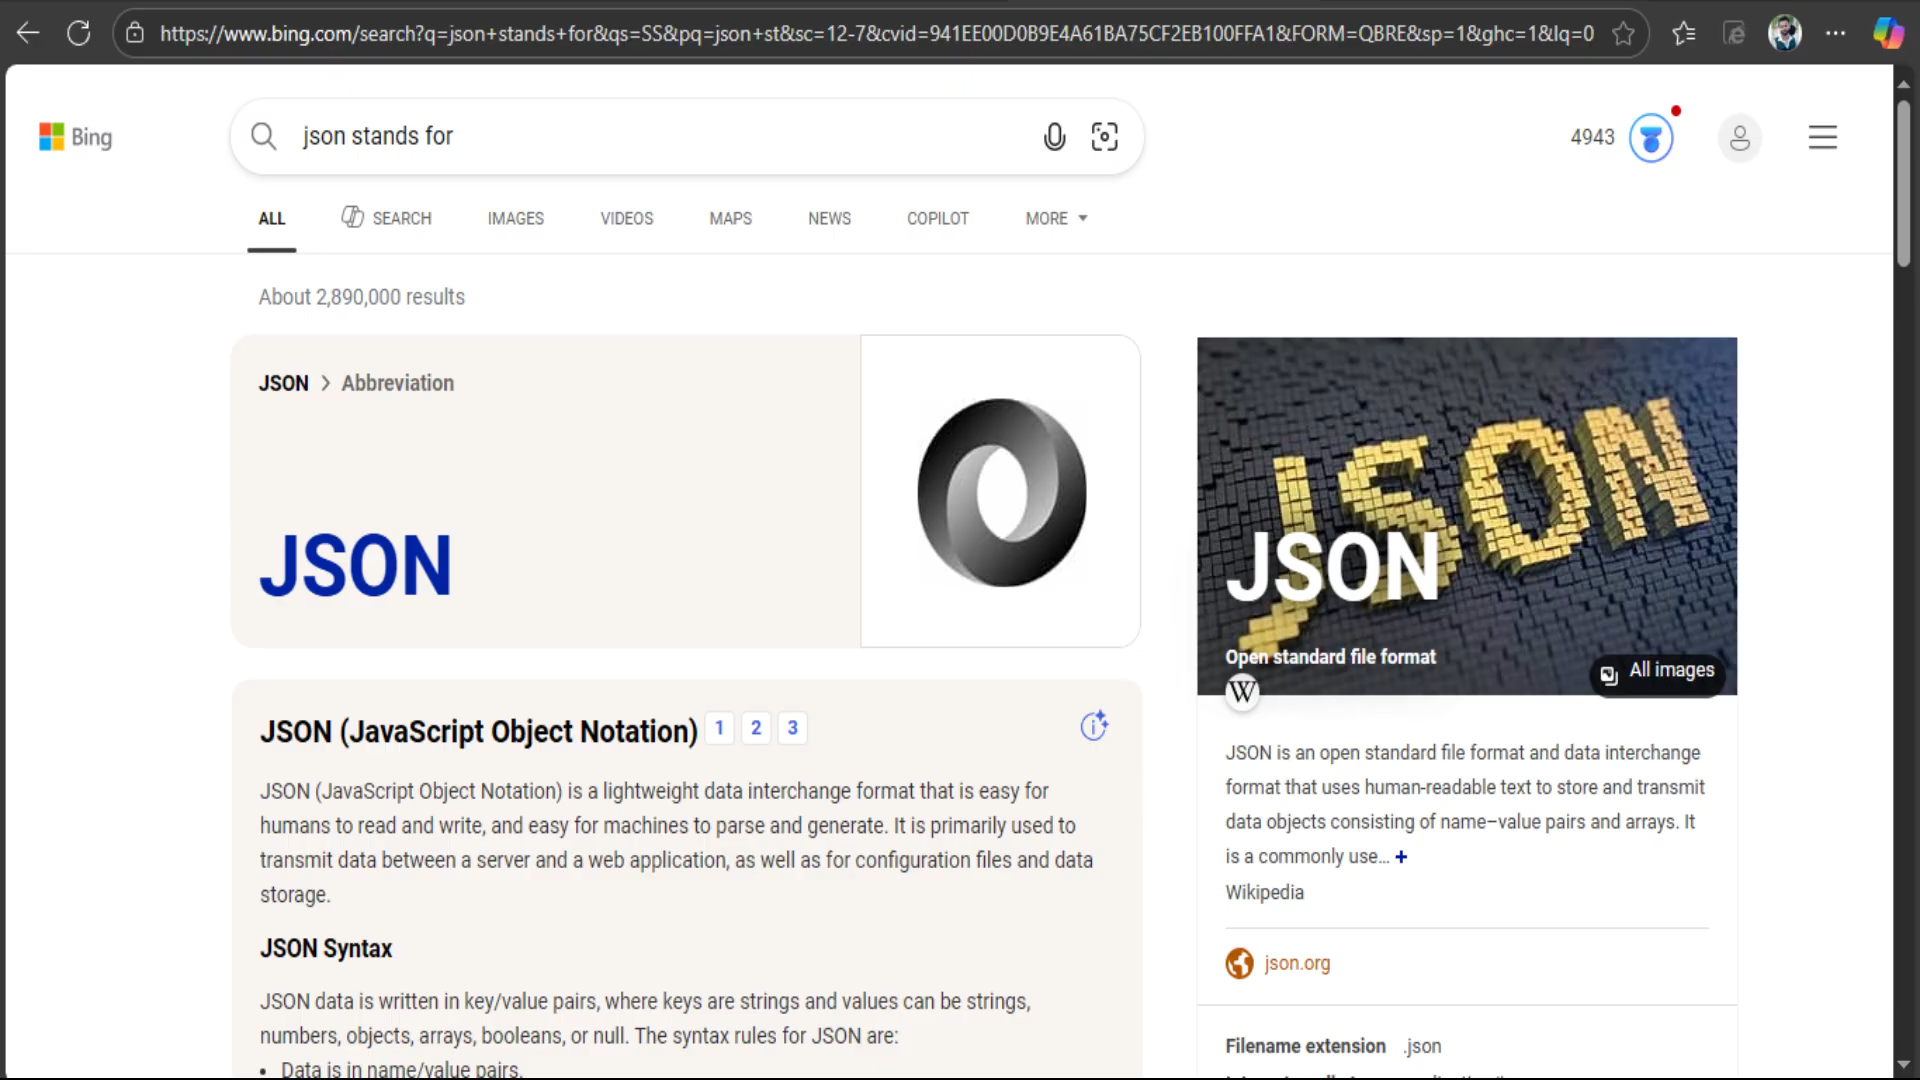 https://www.bing.com/search?q=json+stands+for&qs=SS&pq=json+st&sc=12-7&cvid=941EE00D0B9E4A61BA75CF2EB100FFA1&FORM=QBRE&sp=1&ghc=1&lq=0
Bing
json stands for
4943
ALL SEARCH IMAGES VIDEOS MAPS NEWS COPILOT MORE
About 2,890,000 results
JSON > Abbreviation
JSON
JSON (JavaScript Object Notation) 1 2 3
JSON (JavaScript Object Notation) is a lightweight data interchange format that is easy for
humans to read and write, and easy for machines to parse and generate. It is primarily used to
transmit data between a server and a web application, as well as for configuration files and data
storage.
JSON Syntax
JSON data is written in key/value pairs, where keys are strings and values can be strings,
numbers, objects, arrays, booleans, or null. The syntax rules for JSON are:
• Data is in name/value pairs.
JSON
JSON
Open standard file format
All images
W
JSON is an open standard file format and data interchange
format that uses human-readable text to store and transmit
data objects consisting of name–value pairs and arrays. It
is a commonly use... +
Wikipedia
json.org
Filename extension .json